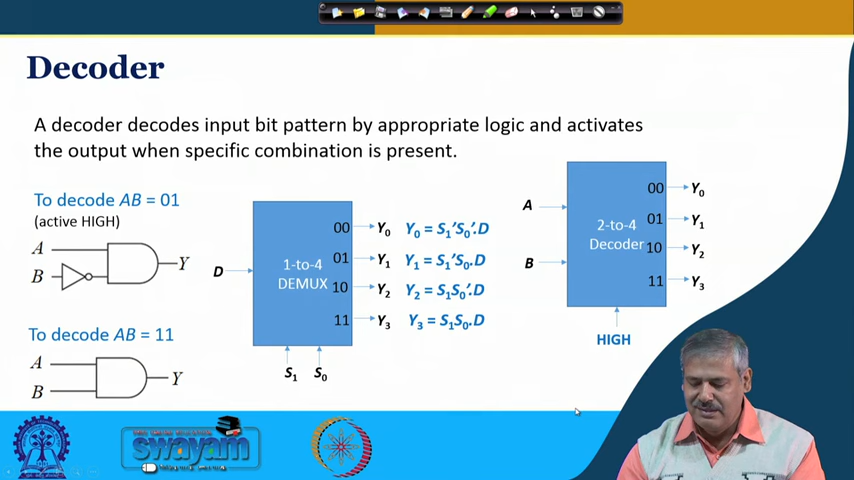 Decoder
A decoder decodes input bit pattern by appropriate logic and activates
the output when specific combination is present.
To decode AB = 01
(active HIGH)
A
B
Y
To decode AB = 11
A
B
Y
D
1-to-4
DEMUX
00
01
10
11
Y₀ Y₀ = S₁'S₀'.D
Y₁ Y₁ = S₁'S₀.D
Y₂ Y₂ = S₁S₀'.D
Y₃ Y₃ = S₁S₀.D
S₁ S₀
A
B
2-to-4
Decoder
00 Y₀
01 Y₁
10 Y₂
11 Y₃
HIGH
swayam